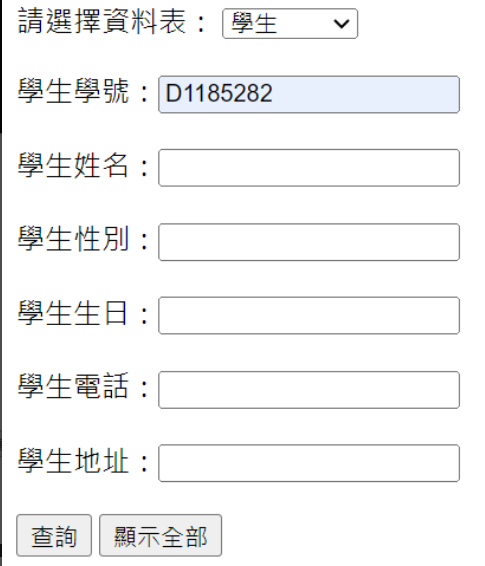 請選擇資料表： 學生
學生學號：D1185282
學生姓名：
學生性別：
學生生日：
學生電話：
學生地址：
查詢 顯示全部